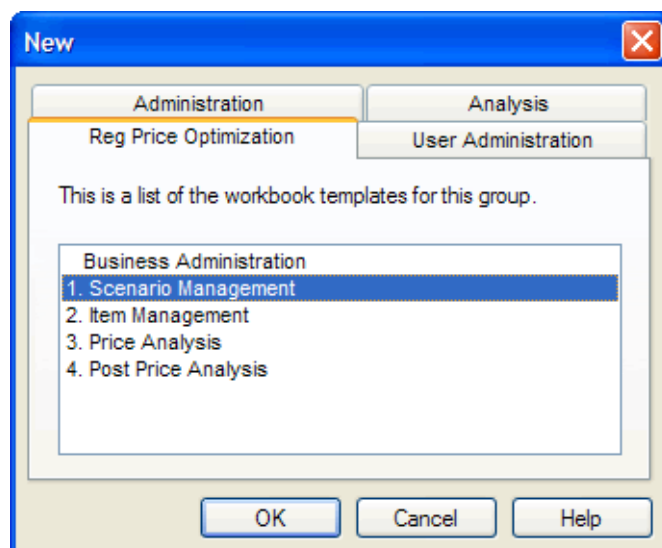 New
Administration Analysis
Reg Price Optimization User Administration
This is a list of the workbook templates for this group.
Business Administration
1. Scenario Management
2. Item Management
3. Price Analysis
4. Post Price Analysis
OK Cancel Help